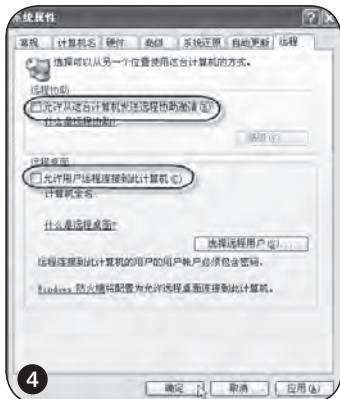 系统属性
常规 计算机名 硬件 高级 系统还原 自动更新 远程
选择可以从另一个位置使用这台计算机的方式。
远程协助
允许从这台计算机发送远程协助邀请(R)
什么是远程协助?
高级(V)...
远程桌面
允许用户远程连接到此计算机(C)
计算机全名
什么是远程桌面?
选择远程用户(S)...
远程连接到此计算机的用户的用户帐户必须包含密码。
Windows 防火墙将配置为允许远程桌面连接到此计算机。
4
确定 取消 应用(A)